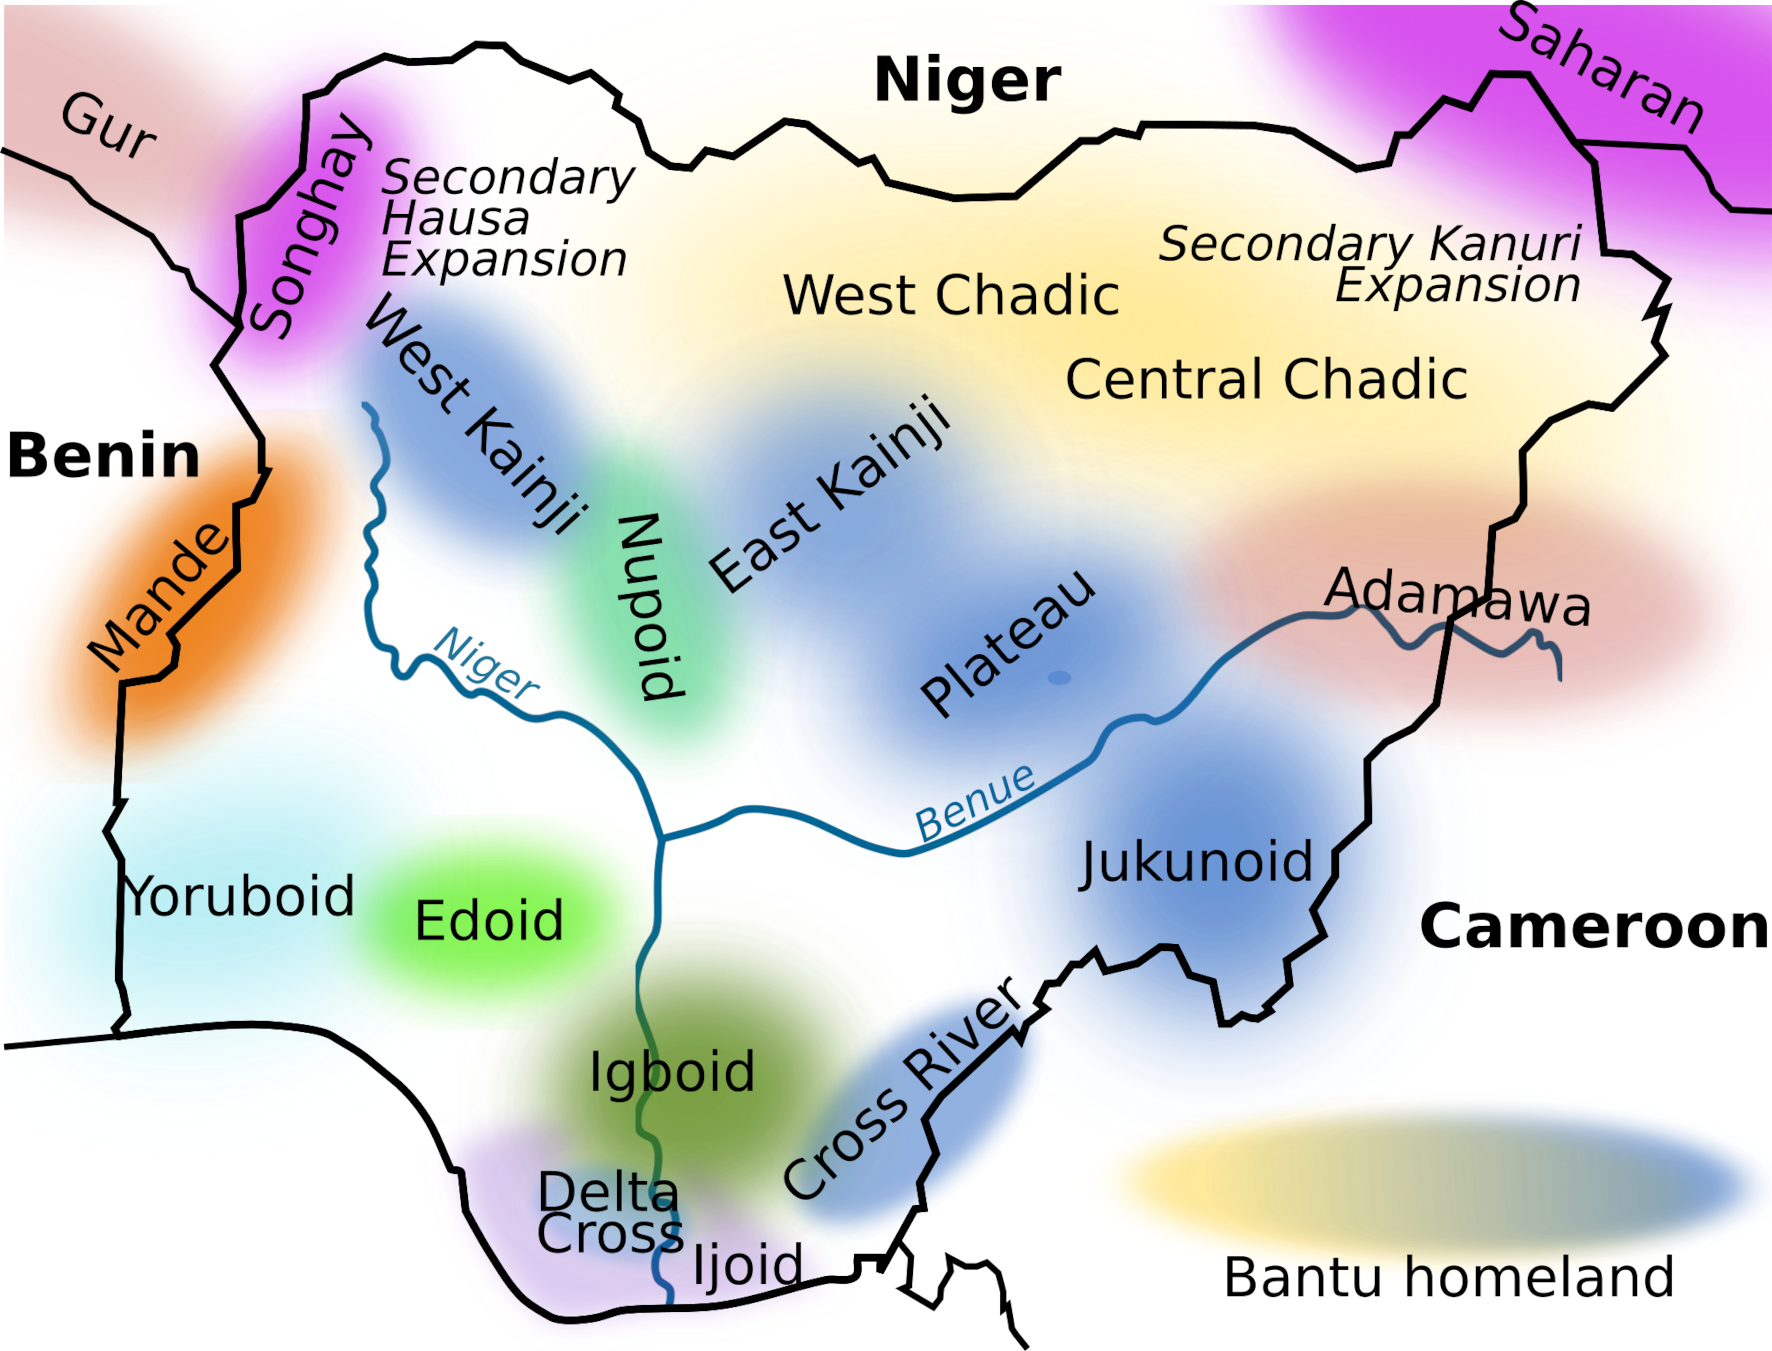 Saharan
Niger
Gur
Songhay
Secondary
Hausa
Expansion
Secondary Kanuri
Expansion
West Chadic
Central Chadic
West Kainji
East Kainji
Benin
Mande
Nupoid
Niger
Plateau
Adamawa
Benue
Jukunoid
Yoruboid
Edoid
Cameroon
Igboid
Cross River
Delta
Cross
Ijoid
Bantu homeland